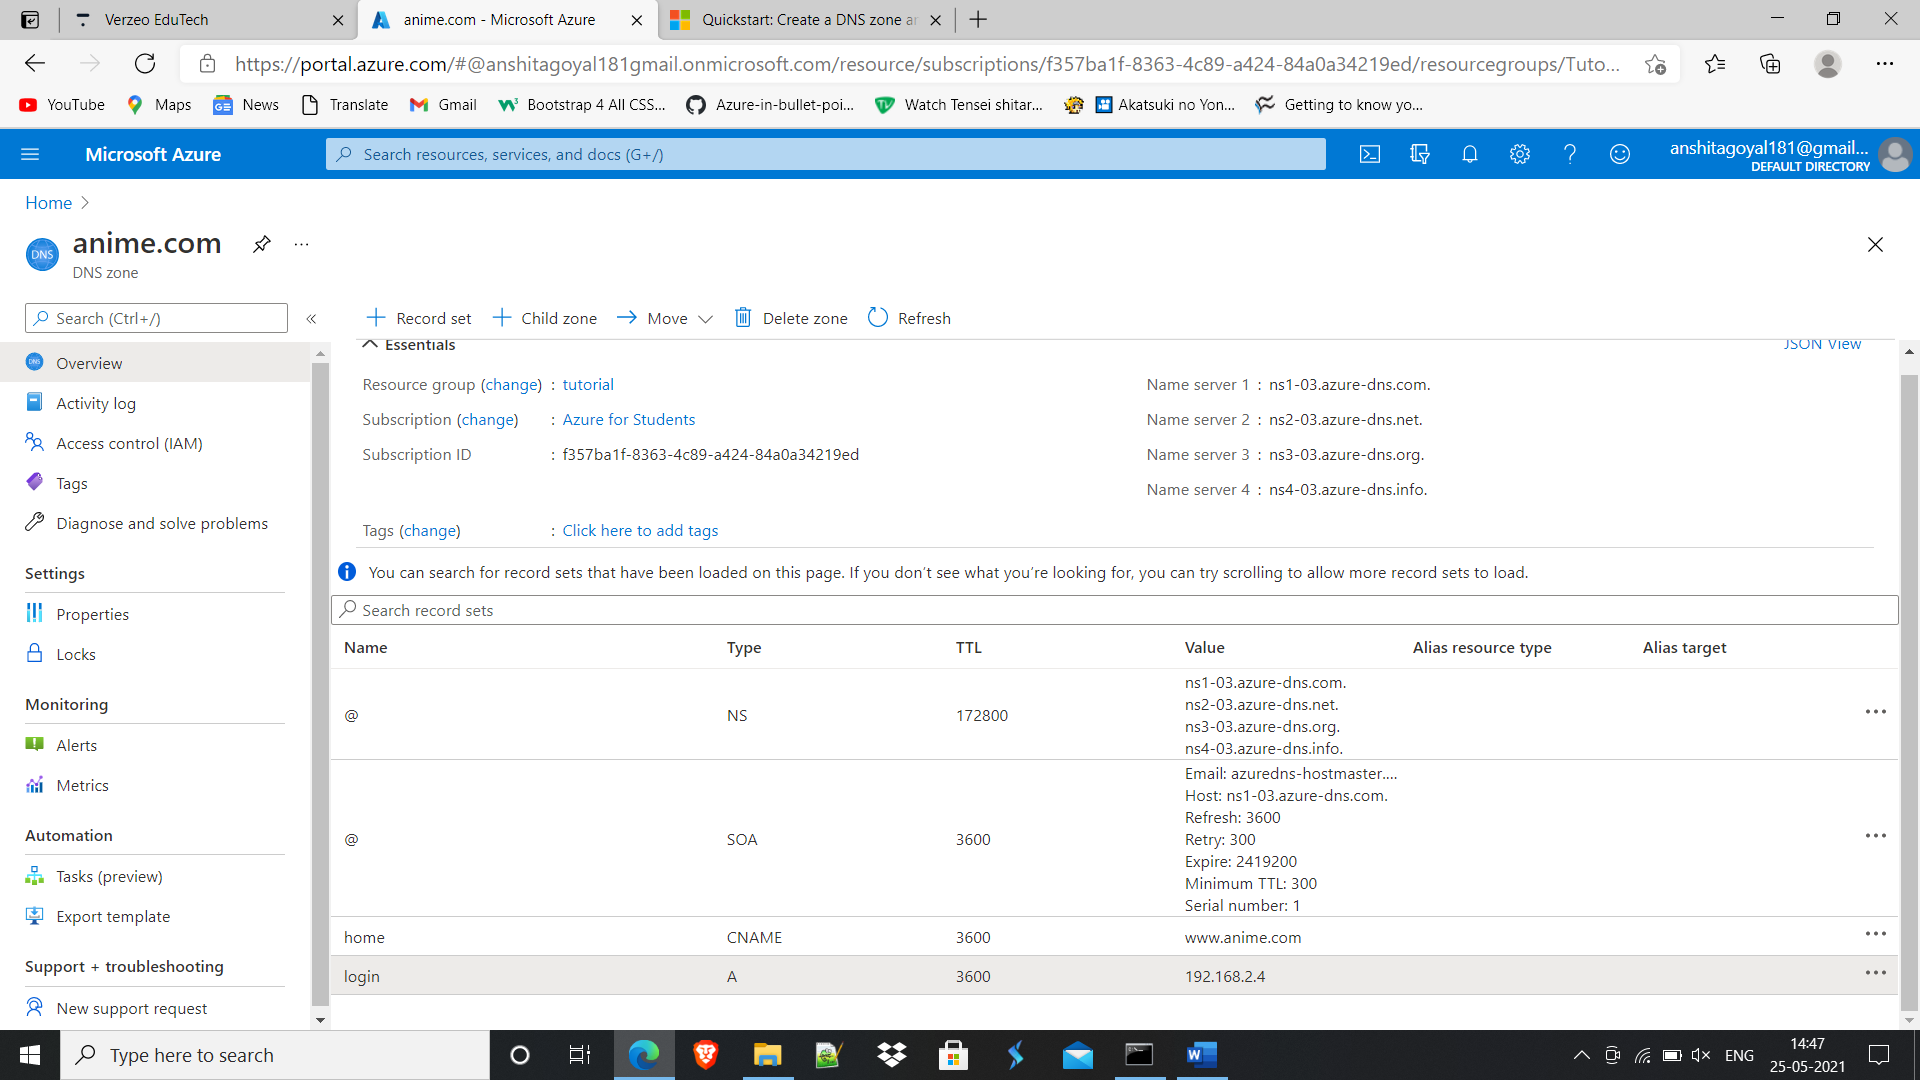 Verzeo EduTech
anime.com - Microsoft Azure
Quickstart: Create a DNS zone an
https://portal.azure.com/#@anshitagoyal181gmail.onmicrosoft.com/resource/subscriptions/f357ba1f-8363-4c89-a424-84a0a34219ed/resourcegroups/Tuto...
YouTube
Maps
News
Translate
Gmail
Bootstrap 4 All CSS...
Azure-in-bullet-poi...
Watch Tensei shitar...
Akatsuki no Yon...
Getting to know yo...
Microsoft Azure
Search resources, services, and docs (G+/)
anshitagoyal181@gmail...
DEFAULT DIRECTORY
Home
DNS
anime.com
DNS zone
Search (Ctrl+/)
Record set
Child zone
Move
Delete zone
Refresh
Overview
Activity log
Access control (IAM)
Tags
Diagnose and solve problems
Settings
Properties
Locks
Monitoring
Alerts
Metrics
Automation
Tasks (preview)
Export template
Support + troubleshooting
New support request
Essentials
JSON View
Resource group (change) : tutorial
Subscription (change) : Azure for Students
Subscription ID : f357ba1f-8363-4c89-a424-84a0a34219ed
Name server 1 : ns1-03.azure-dns.com.
Name server 2 : ns2-03.azure-dns.net.
Name server 3 : ns3-03.azure-dns.org.
Name server 4 : ns4-03.azure-dns.info.
Tags (change) : Click here to add tags
You can search for record sets that have been loaded on this page. If you don't see what you're looking for, you can try scrolling to allow more record sets to load.
Search record sets
Name Type TTL Value Alias resource type Alias target
@ NS 172800
ns1-03.azure-dns.com.
ns2-03.azure-dns.net.
ns3-03.azure-dns.org.
ns4-03.azure-dns.info.
@ SOA 3600
Email: azuredns-hostmaster....
Host: ns1-03.azure-dns.com.
Refresh: 3600
Retry: 300
Expire: 2419200
Minimum TTL: 300
Serial number: 1
home CNAME 3600 www.anime.com
login A 3600 192.168.2.4
Type here to search
ENG
14:47
25-05-2021